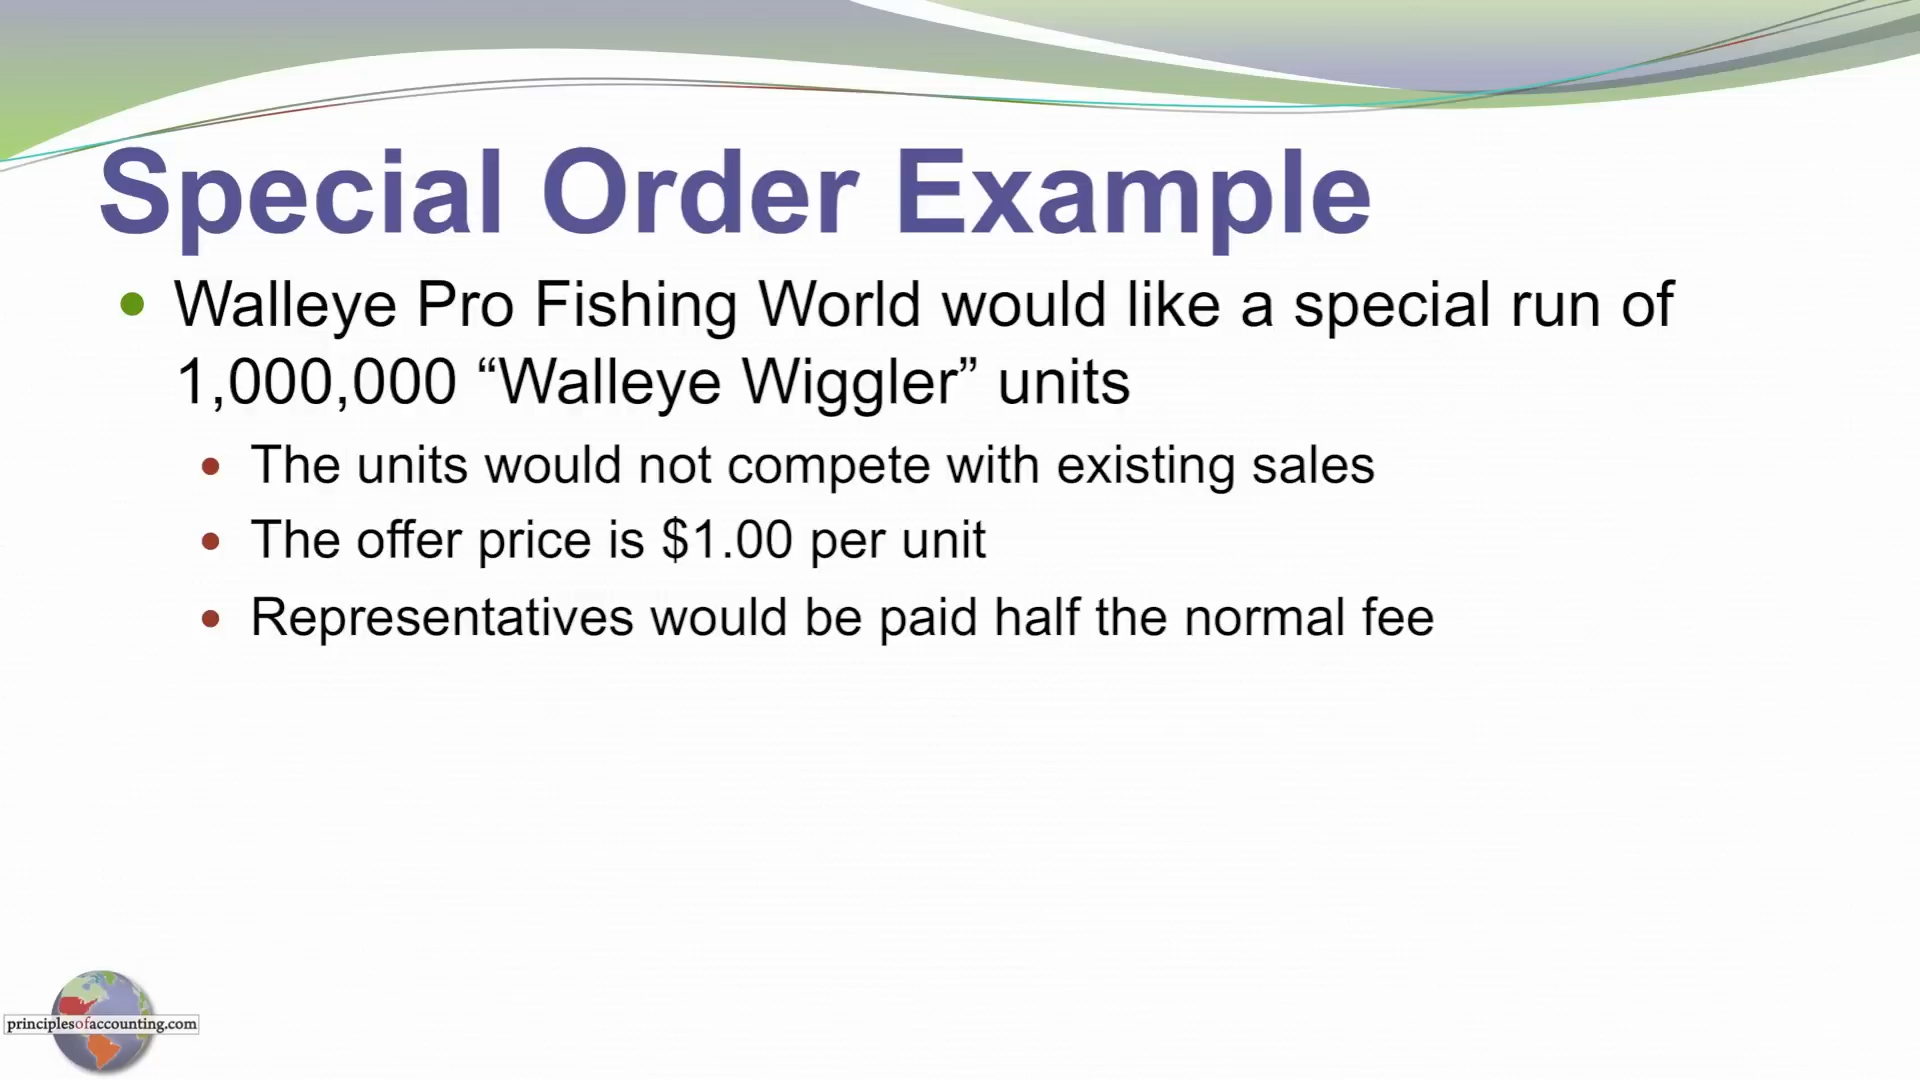 Special Order Example
Walleye Pro Fishing World would like a special run of
1,000,000 “Walleye Wiggler” units
The units would not compete with existing sales
The offer price is $1.00 per unit
Representatives would be paid half the normal fee
principlesofaccounting.com